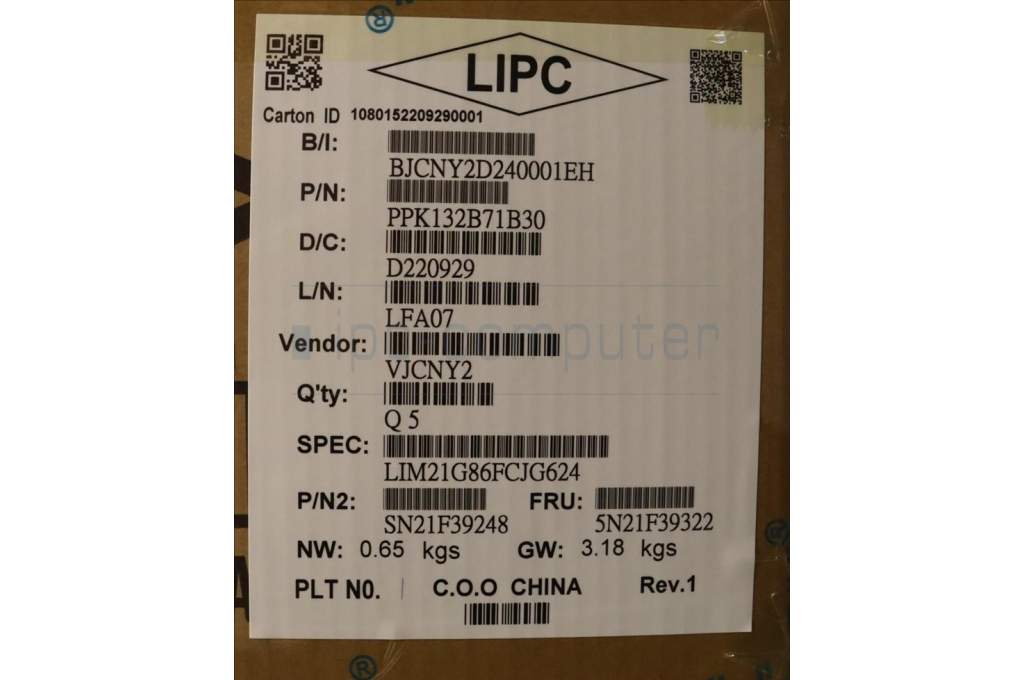 LIPC
Carton ID 1080152209290001
B/I:
BJCNY2D240001EH
P/N:
PPK132B71B30
D/C:
D220929
L/N:
LFA07
Vendor:
VJCNY2
Q'ty:
Q 5
SPEC:
LIM21G86FCJG624
P/N2: FRU:
SN21F39248 5N21F39322
NW: 0.65 kgs GW: 3.18 kgs
PLT NO. C.O.O CHINA Rev.1